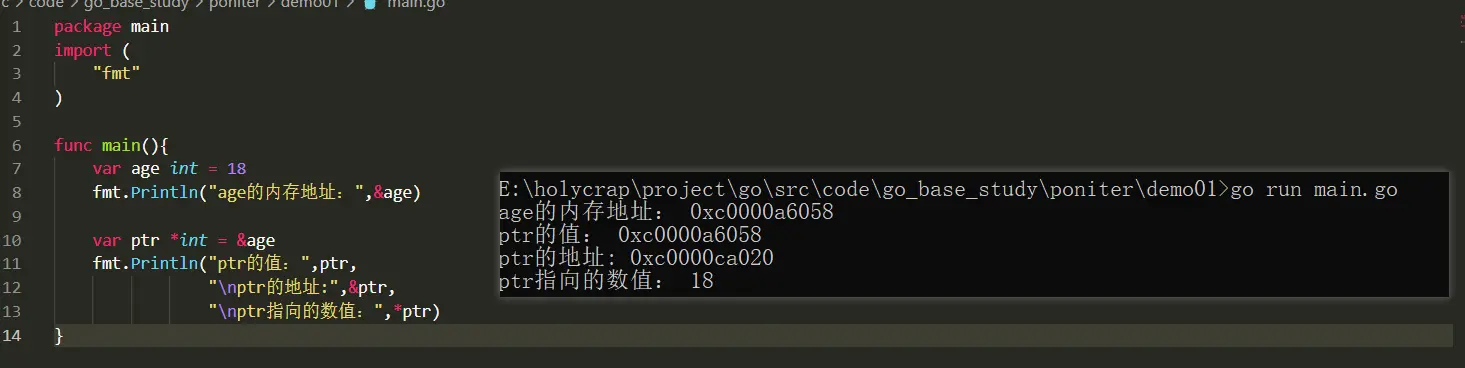 c > code > go_base_study > poniter > demo01 > main.go
1 package main
2 import (
3 "fmt"
4 )
5
6 func main(){
7 var age int = 18
8 fmt.Println("age的内存地址：",&age)
9
10 var ptr *int = &age
11 fmt.Println("ptr的值：",ptr,
12 "\nptr的地址:",&ptr,
13 "\nptr指向的数值：",*ptr)
14 }
E:\holycrap\project\go\src\code\go_base_study\poniter\demo01>go run main.go
age的内存地址： 0xc0000a6058
ptr的值： 0xc0000a6058
ptr的地址: 0xc0000ca020
ptr指向的数值： 18